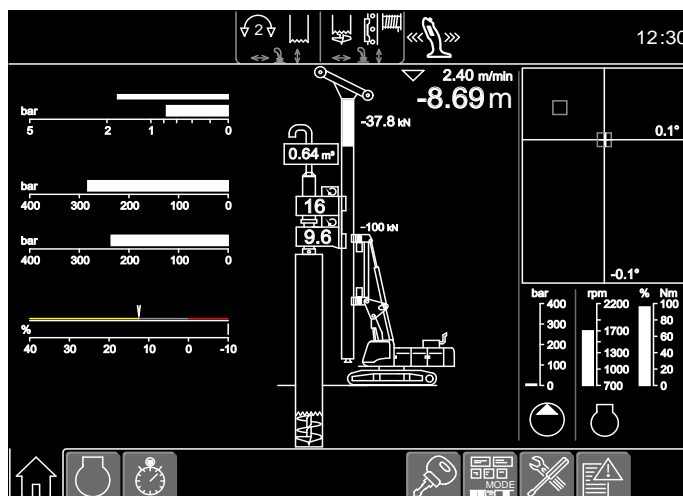 2
12:30
2.40 m/min
-8.69m
bar
5 2 1 0
-37.8 kN
0.64 m³
0.1°
bar
400 300 200 100 0
16
-100 kN
9.6
bar
400 300 200 100 0
-0.1°
bar rpm % Nm
400 2200 100
300 80
1700
200 60
1300 40
100 1000 20
0 700 0
%
40 30 20 10 0 -10
m
MODE